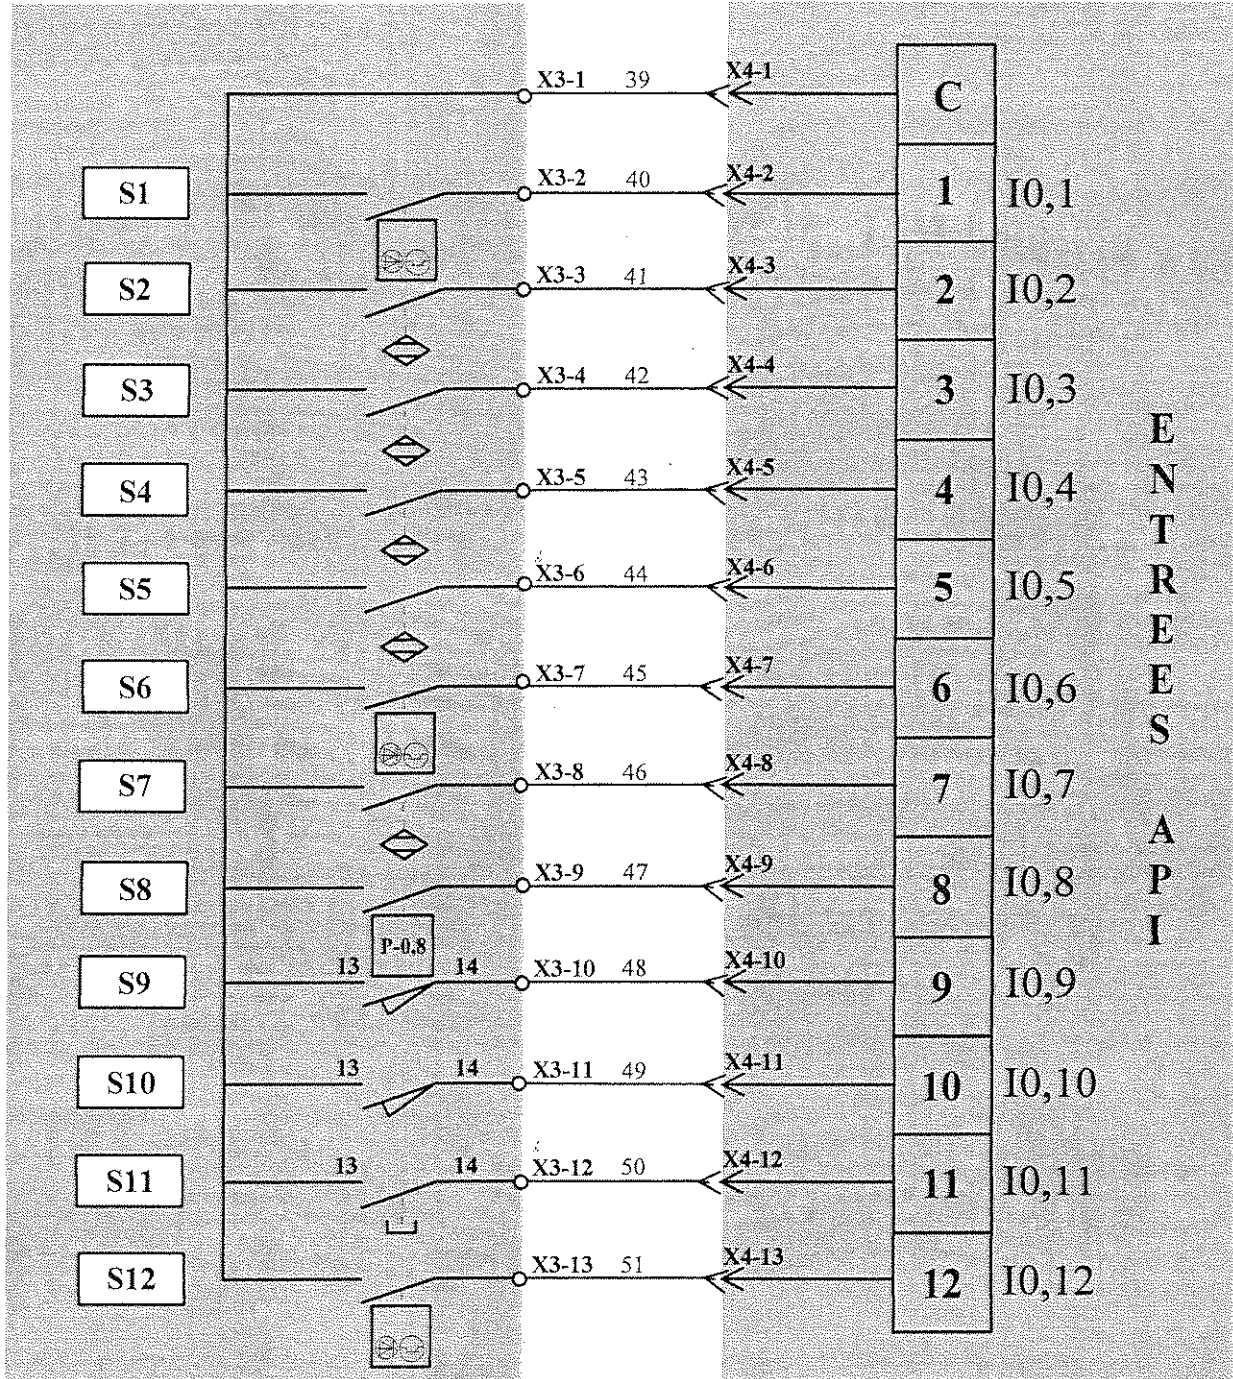 X3-1 39 X4-1 C
S1 X3-2 40 X4-2 1 I0,1
S2 X3-3 41 X4-3 2 I0,2
S3 X3-4 42 X4-4 3 I0,3
S4 X3-5 43 X4-5 4 I0,4
S5 X3-6 44 X4-6 5 I0,5
S6 X3-7 45 X4-7 6 I0,6
S7 X3-8 46 X4-8 7 I0,7
S8 X3-9 47 X4-9 8 I0,8
P-0,8
S9 13 14 X3-10 48 X4-10 9 I0,9
S10 13 14 X3-11 49 X4-11 10 I0,10
S11 13 14 X3-12 50 X4-12 11 I0,11
S12 X3-13 51 X4-13 12 I0,12
ENTREES API